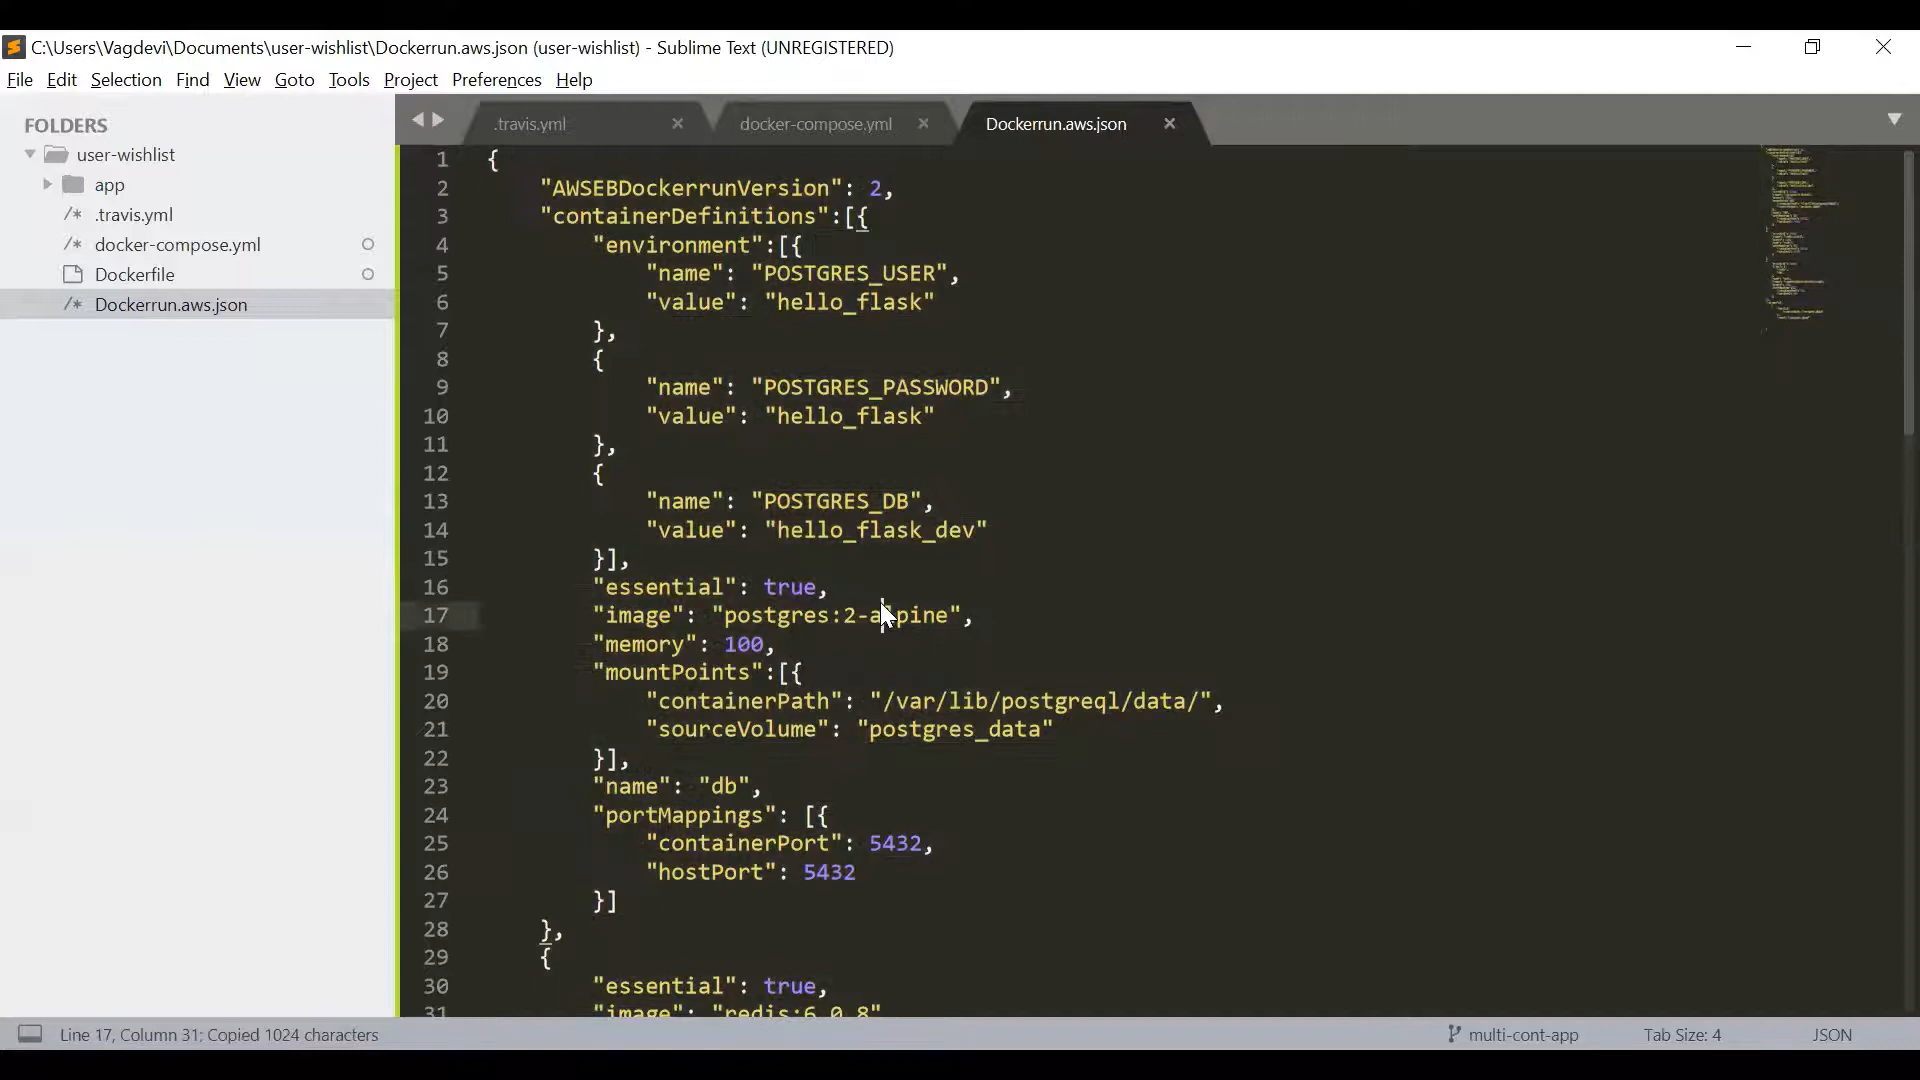 C:\Users\Vagdevi\Documents\user-wishlist\Dockerrun.aws.json (user-wishlist) - Sublime Text (UNREGISTERED)
File Edit Selection Find View Goto Tools Project Preferences Help
FOLDERS
user-wishlist
app
/* .travis.yml
/* docker-compose.yml
Dockerfile
/* Dockerrun.aws.json
.travis.yml docker-compose.yml Dockerrun.aws.json
1 {
2 "AWSEBDockerrunVersion": 2,
3 "containerDefinitions":[{
4 "environment":[{
5 "name": "POSTGRES_USER",
6 "value": "hello_flask"
7 },
8 {
9 "name": "POSTGRES_PASSWORD",
10 "value": "hello_flask"
11 },
12 {
13 "name": "POSTGRES_DB",
14 "value": "hello_flask_dev"
15 }],
16 "essential": true,
17 "image": "postgres:2-alpine",
18 "memory": 100,
19 "mountPoints":[{
20 "containerPath": "/var/lib/postgreql/data/",
21 "sourceVolume": "postgres_data"
22 }],
23 "name": "db",
24 "portMappings": [{
25 "containerPort": 5432,
26 "hostPort": 5432
27 }]
28 },
29 {
30 "essential": true,
31 "image": "redis:6.0.8"
Line 17, Column 31; Copied 1024 characters
multi-cont-app Tab Size: 4 JSON